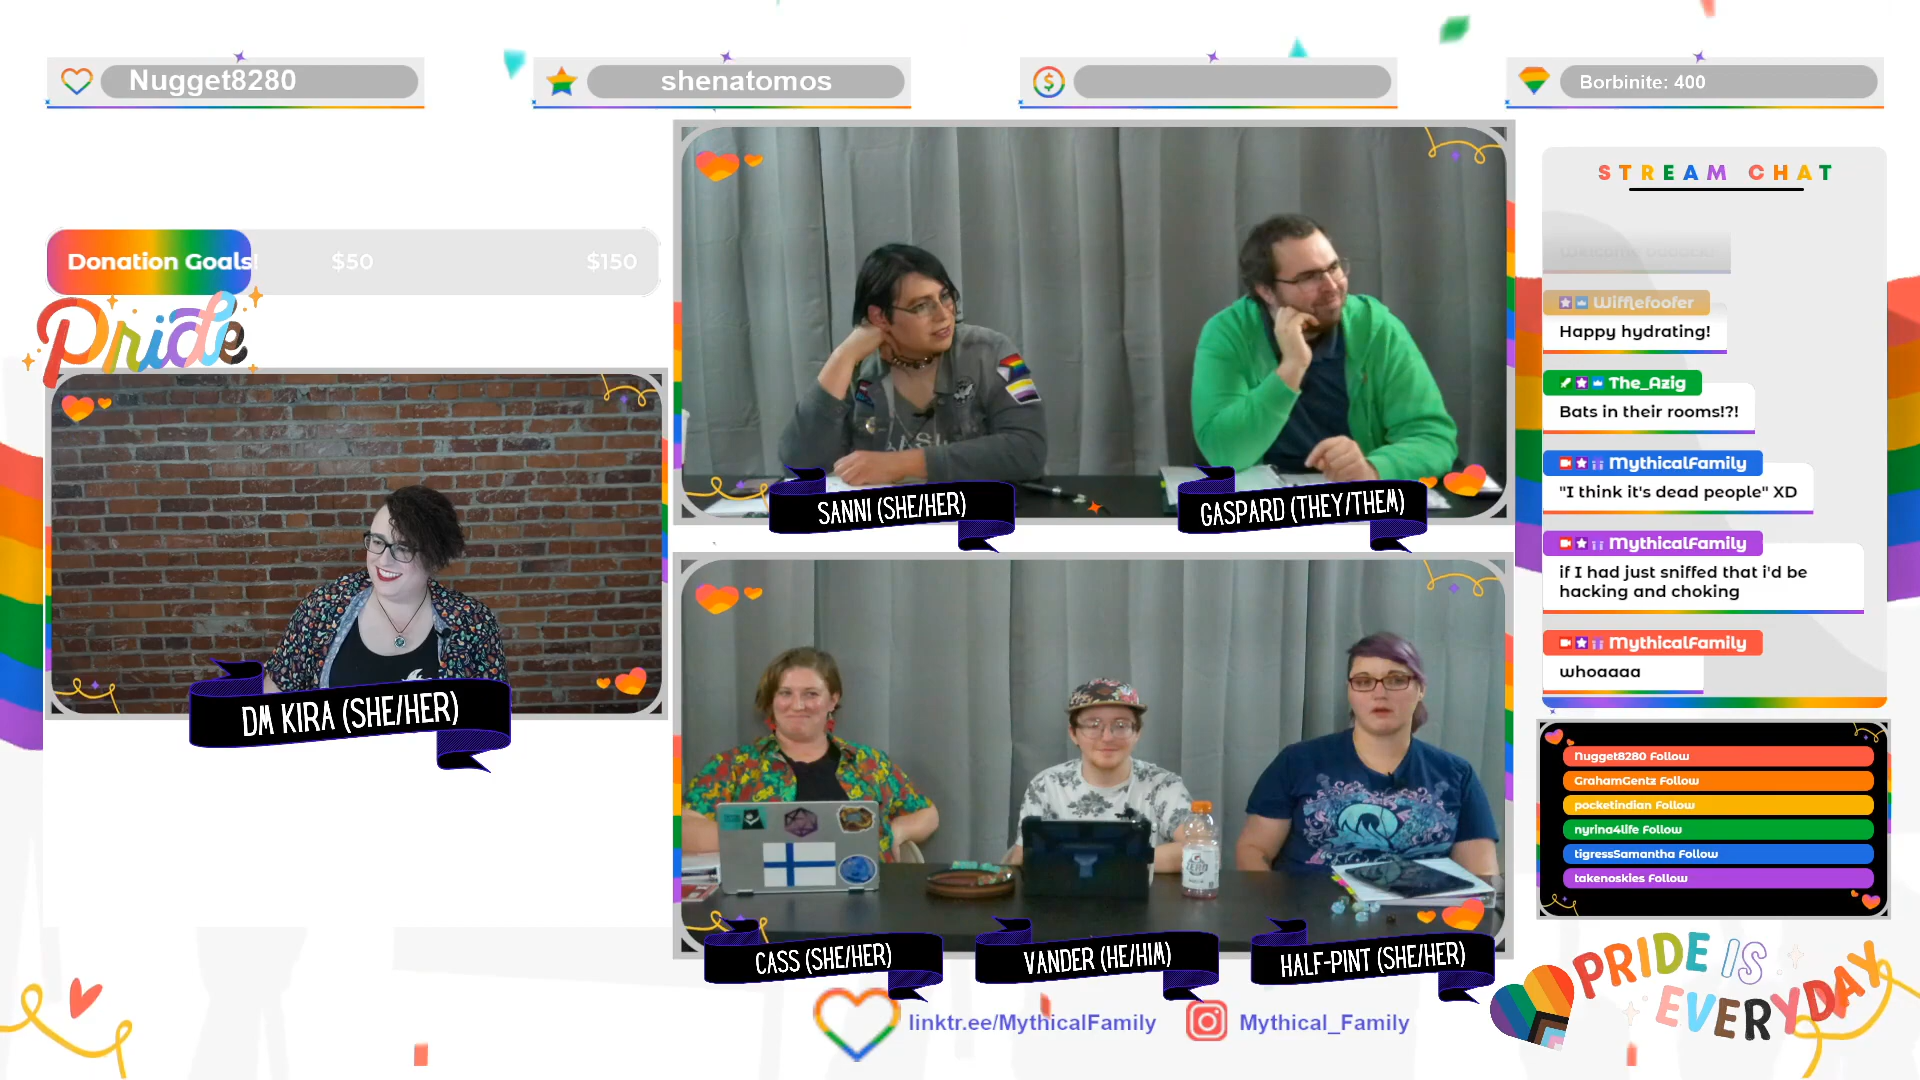 Nugget8280
shenatomos
Borbinite: 400
Donation Goals!
$50
$150
Pride
DM KIRA (SHE/HER)
SANNI (SHE/HER)
GASPARD (THEY/THEM)
CASS (SHE/HER)
VANDER (HE/HIM)
HALF-PINT (SHE/HER)
STREAM CHAT
Wifflefoofer
Happy hydrating!
The_Azig
Bats in their rooms!?!
MythicalFamily
"I think it's dead people" XD
MythicalFamily
if I had just sniffed that i'd be
hacking and choking
MythicalFamily
whoaaaa
Nugget8280 Follow
GrahamGentz Follow
pocketindian Follow
nyrina4life Follow
tigressSamantha Follow
takenoskies Follow
linktr.ee/MythicalFamily
Mythical_Family
PRIDE IS
EVERYDAY